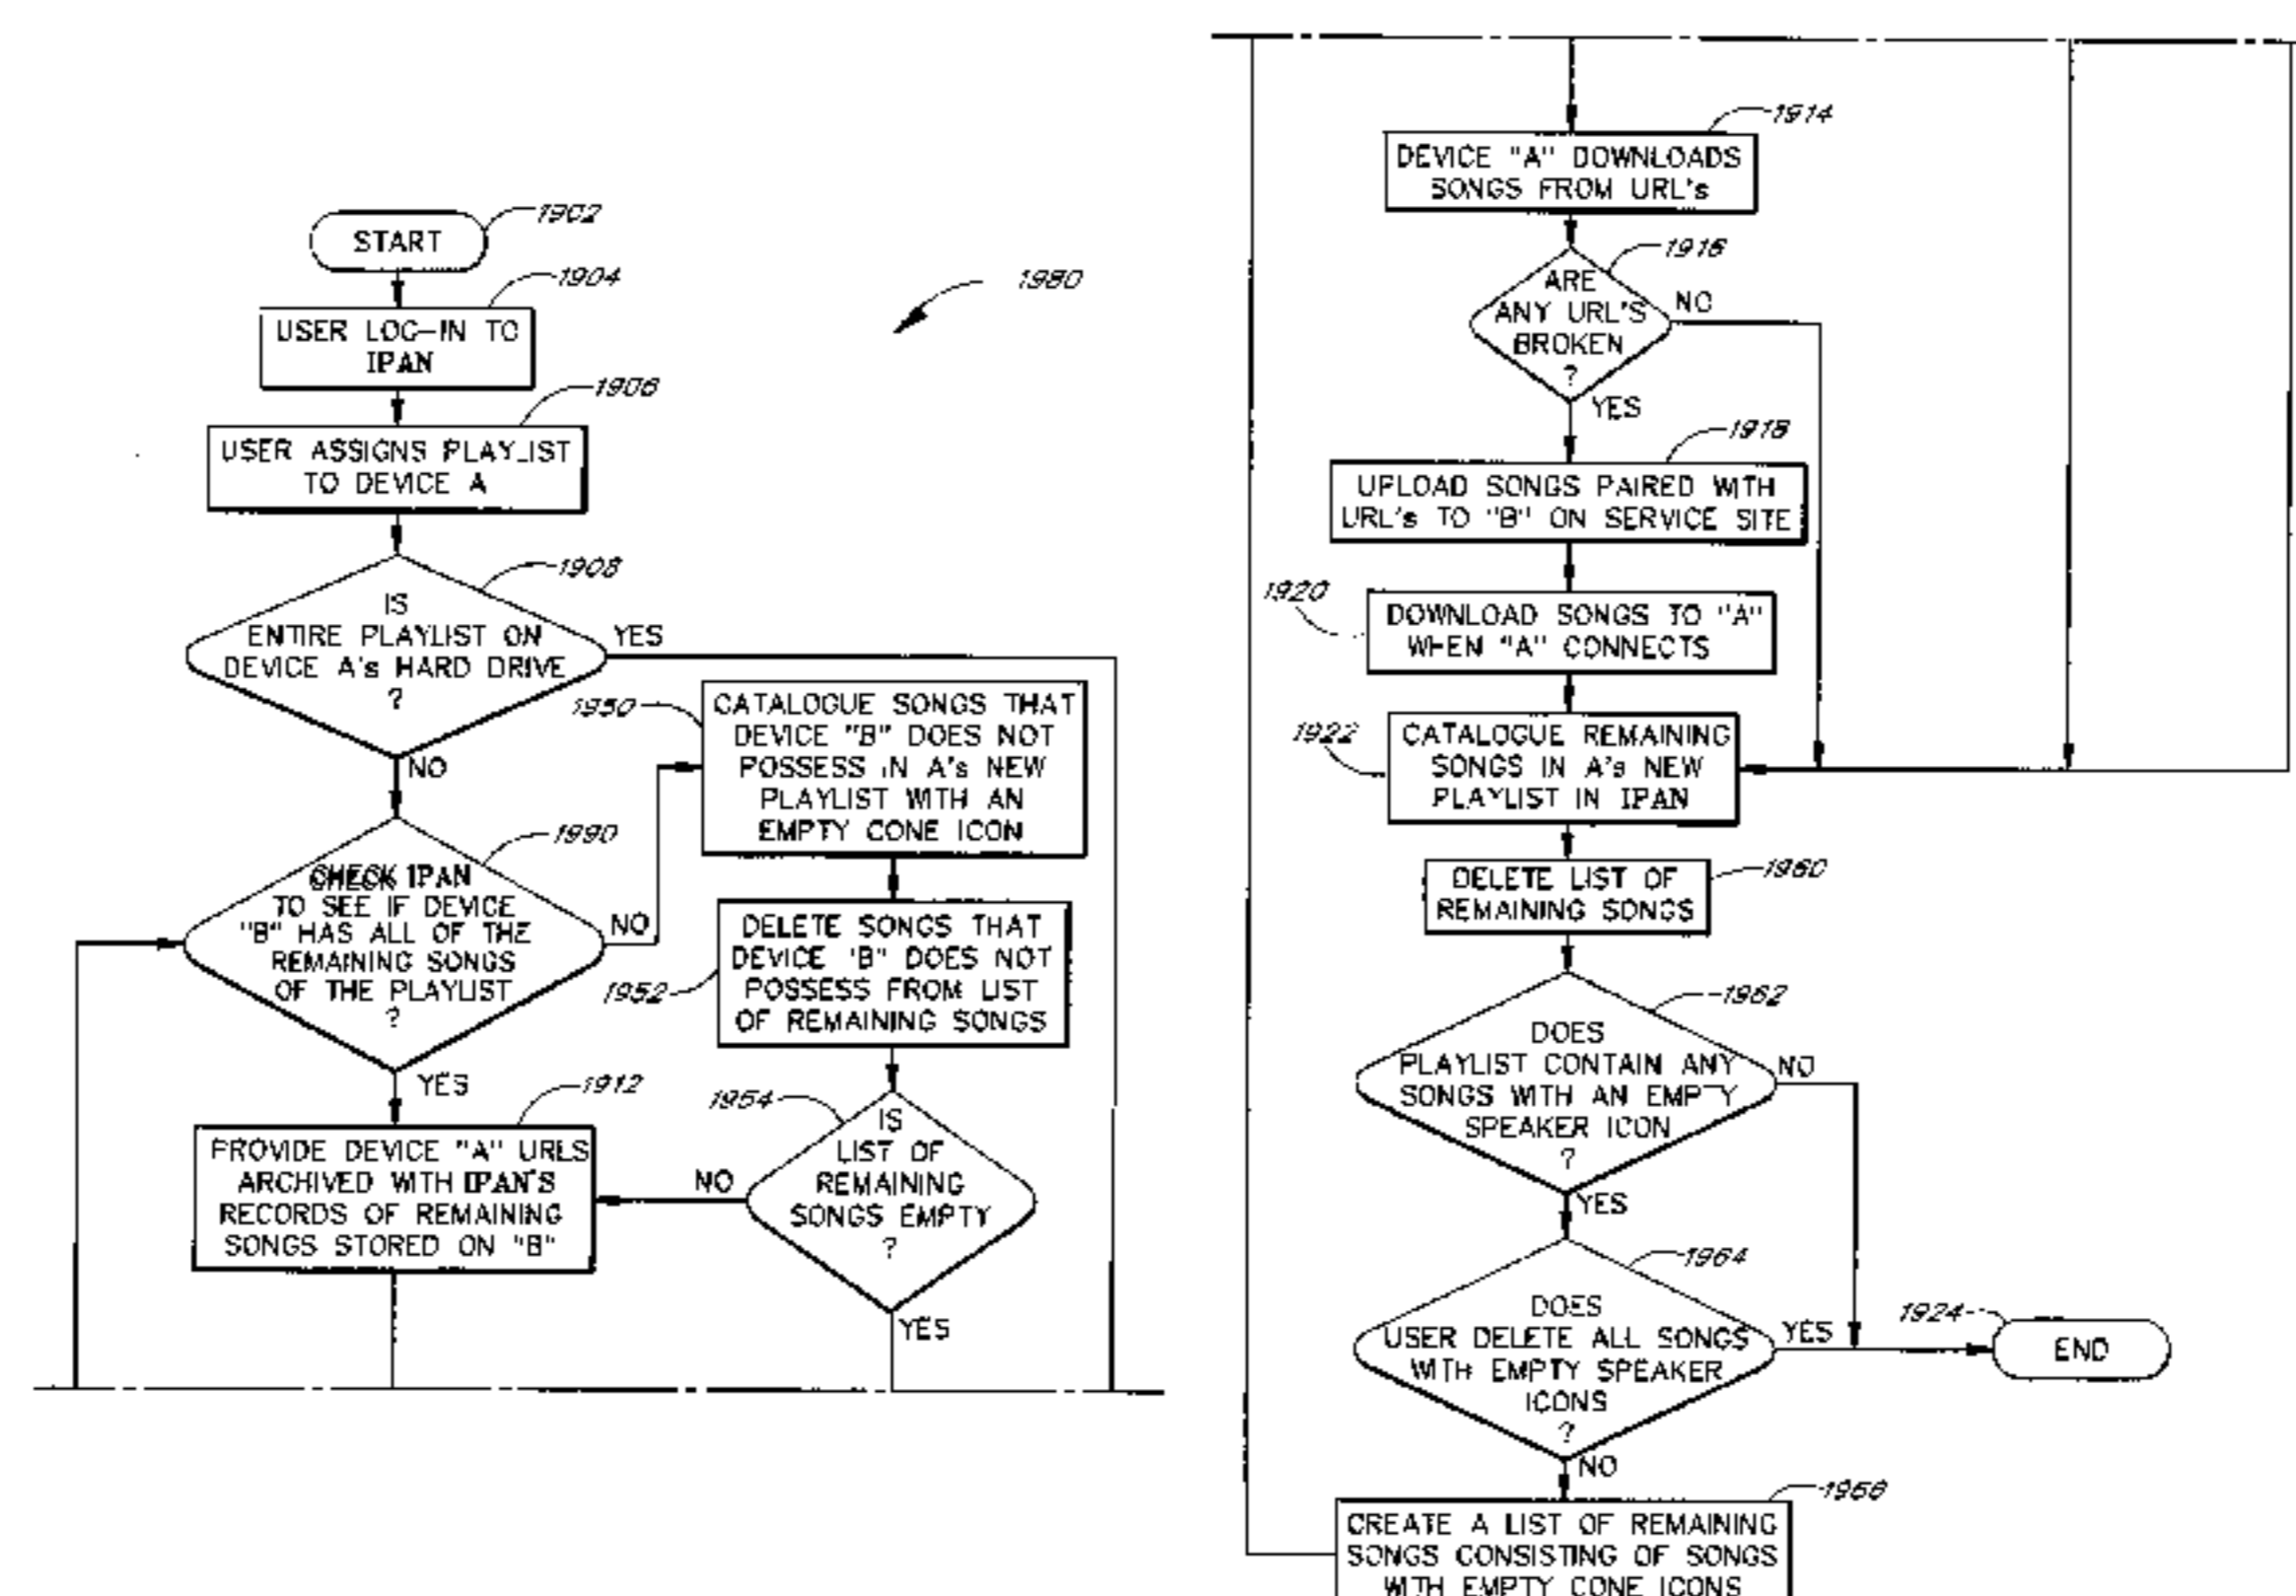 START
1902
1904
USER LOG-IN TO
IPAN
1906
USER ASSIGNS PLAYLIST
TO DEVICE A
1980
1908
IS
ENTIRE PLAYLIST ON
DEVICE A's HARD DRIVE
?
YES
NO
1950
CATALOGUE SONGS THAT
DEVICE "B" DOES NOT
POSSESS IN A's NEW
PLAYLIST WITH AN
EMPTY CONE ICON
1990
CHECK IPAN
TO SEE IF DEVICE
"B" HAS ALL OF THE
REMAINING SONGS
OF THE PLAYLIST
?
NO
YES
1952
DELETE SONGS THAT
DEVICE "B" DOES NOT
POSSESS FROM LIST
OF REMAINING SONGS
1912
PROVIDE DEVICE "A" URLS
ARCHIVED WITH IPAN'S
RECORDS OF REMAINING
SONGS STORED ON "B"
1954
IS
LIST OF
REMAINING
SONGS EMPTY
?
NO
YES
1914
DEVICE "A" DOWNLOADS
SONGS FROM URL's
1916
ARE
ANY URL'S
BROKEN
?
NO
YES
1918
UPLOAD SONGS PAIRED WITH
URL's TO "B" ON SERVICE SITE
1920
DOWNLOAD SONGS TO "A"
WHEN "A" CONNECTS
1922
CATALOGUE REMAINING
SONGS IN A's NEW
PLAYLIST IN IPAN
1960
DELETE LIST OF
REMAINING SONGS
1962
DOES
PLAYLIST CONTAIN ANY
SONGS WITH AN EMPTY
SPEAKER ICON
?
NO
YES
1964
DOES
USER DELETE ALL SONGS
WITH EMPTY SPEAKER
ICONS
?
YES
NO
1924
END
1966
CREATE A LIST OF REMAINING
SONGS CONSISTING OF SONGS
WITH EMPTY CONE ICONS